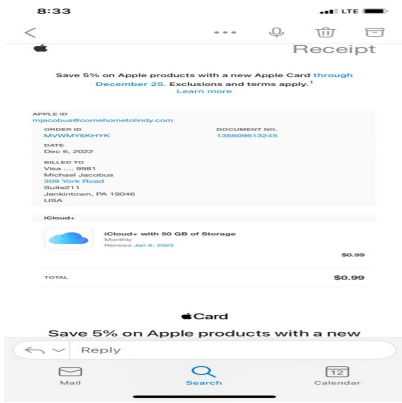 8:33
LTE
Receipt
Save 5% on Apple products with a new Apple Card through
December 25. Exclusions and terms apply.1
Learn more
APPLE ID
mjacobus@comehometolindy.com
ORDER ID
MVWMY6KHYK
DOCUMENT NO.
136609613245
DATE
Dec 6, 2022
BILLED TO
Visa .... 9981
Michael Jacobus
309 York Road
Suite211
Jenkintown, PA 19046
USA
iCloud+
iCloud+ with 50 GB of Storage
Monthly
Renews Jan 6, 2023
$0.99
TOTAL
$0.99
Card
Save 5% on Apple products with a new
Reply
Mail
Search
12
Calendar